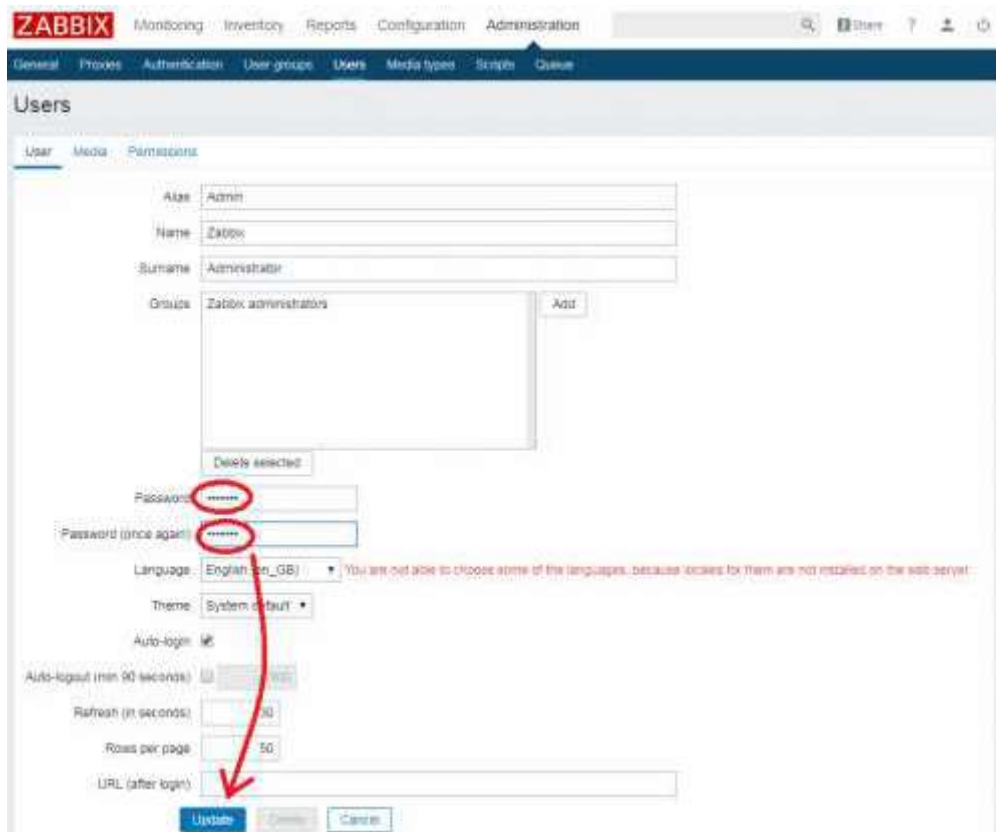 ZABBIX Monitoring Inventory Reports Configuration Administration Share ?
General Proxies Authentication User groups Users Media types Scripts Queue
Users
User Media Permissions
Alias Admin
Name Zabbix
Surname Administrator
Groups Zabbix administrators Add
Delete selected
Password •••••••
Password (once again) •••••••
Language English (en_GB) You are not able to choose some of the languages, because locales for them are not installed on the web server.
Theme System default
Auto-login
Auto-logout (min 90 seconds)
Refresh (in seconds) 30
Rows per page 50
URL (after login)
Update Delete Cancel